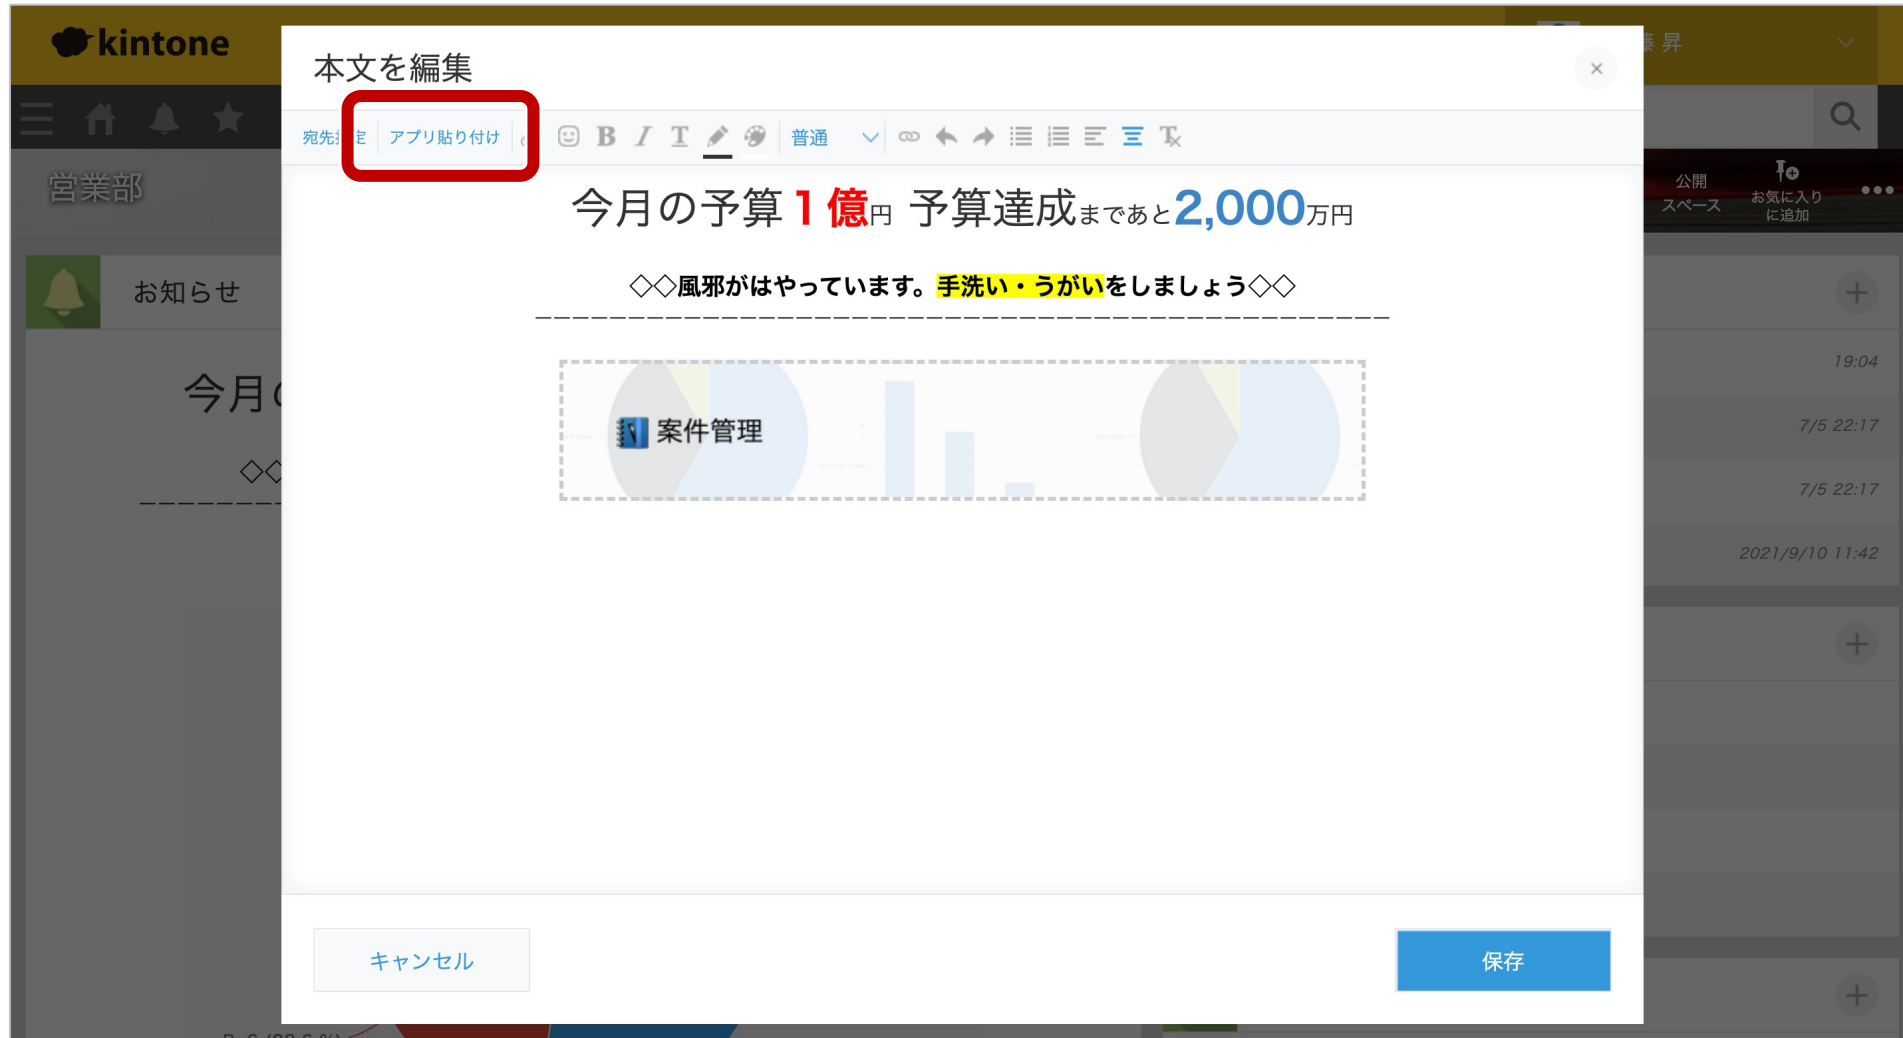 kintone
昇
本文を編集
宛先指定 アプリ貼り付け B I T 普通
営業部
公開
スペース
お気に入り
に追加
今月の予算1億円 予算達成まであと2,000万円
お知らせ
◇◇風邪がはやっています。手洗い・うがいをしましょう◇◇
19:04
今月
案件管理
7/5 22:17
7/5 22:17
2021/9/10 11:42
キャンセル
保存